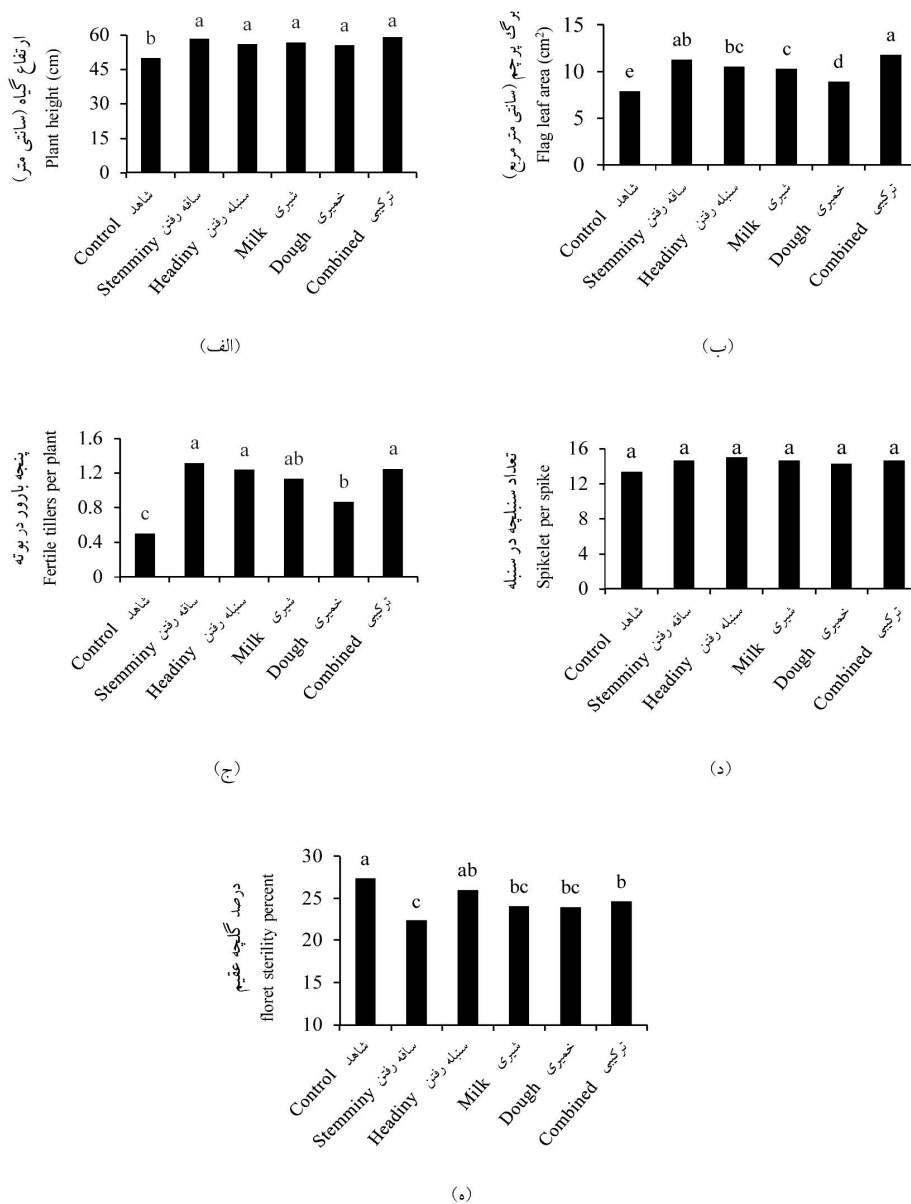 ارتفاع گیاه (سانتی متر)
Plant height (cm)
60
45
30
15
0
b a a a a a
Control شاهد
Stemminy ساقه رفتن
Headiny سنبله رفتن
Milk شیری
Dough خمیری
Combined ترکیبی
(الف)
برگ پرچم (سانتی متر مربع)
Flag leaf area (cm²)
15
10
5
0
e ab bc c d a
Control شاهد
Stemminy ساقه رفتن
Headiny سنبله رفتن
Milk شیری
Dough خمیری
Combined ترکیبی
(ب)
پنجه بارور در بوته
Fertile tillers per plant
1.6
1.2
0.8
0.4
0
c a a ab b a
Control شاهد
Stemminy ساقه رفتن
Headiny سنبله رفتن
Milk شیری
Dough خمیری
Combined ترکیبی
(ج)
تعداد سنبلچه در سنبله
Spikelet per spike
16
12
8
4
0
a a a a a a
Control شاهد
Stemminy ساقه رفتن
Headiny سنبله رفتن
Milk شیری
Dough خمیری
Combined ترکیبی
(د)
درصد گلچه عقیم
floret sterility percent
30
25
20
15
10
a c ab bc bc b
Control شاهد
Stemminy ساقه رفتن
Headiny سنبله رفتن
Milk شیری
Dough خمیری
Combined ترکیبی
(ه)